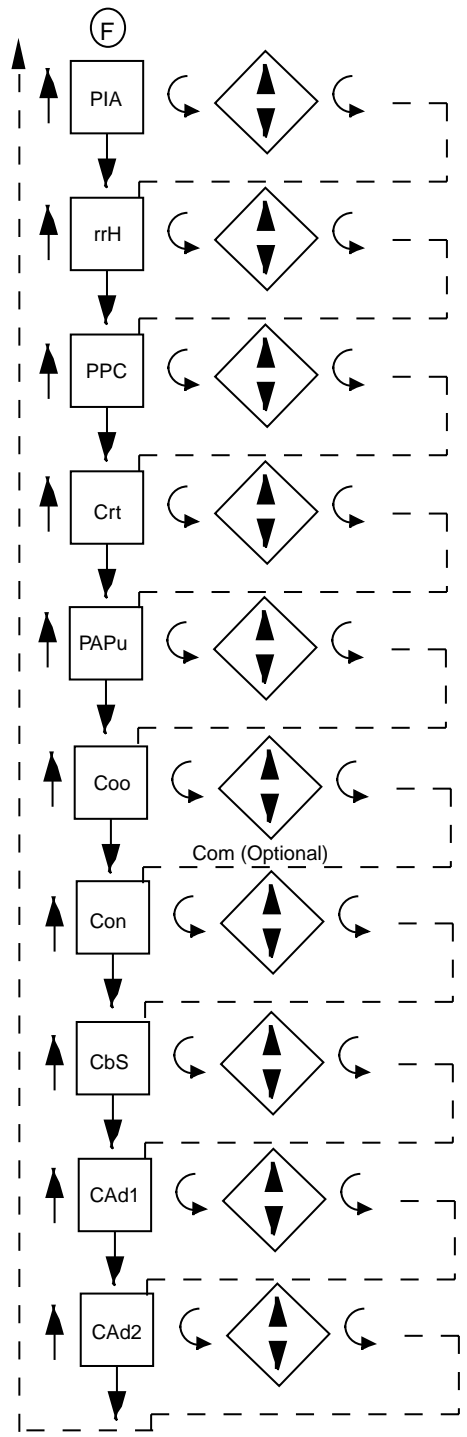 F
PIA
rrH
PPC
Crt
PAPu
Coo
Com (Optional)
Con
CbS
CAd1
CAd2